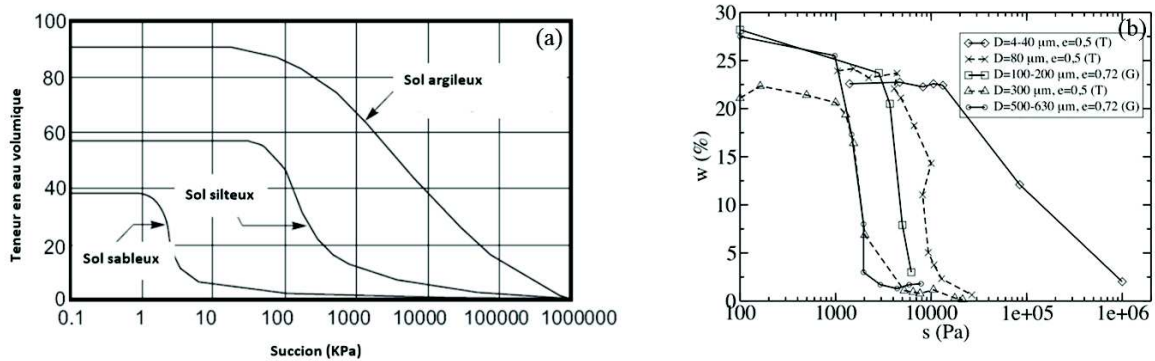 (a)
Teneur en eau volumique
100
80
60
40
20
0
Sol argileux
Sol silteux
Sol sableux
0.1 1 10 100 1000 10000 100000 1000000
Succion (KPa)
(b)
w (%)
30
25
20
15
10
5
0
D=4-40 µm, e=0,5 (T)
D=80 µm, e=0,5 (T)
D=100-200 µm, e=0,72 (G)
D=300 µm, e=0,5 (T)
D=500-630 µm, e=0,72 (G)
100 1000 10000 1e+05 1e+06
s (Pa)